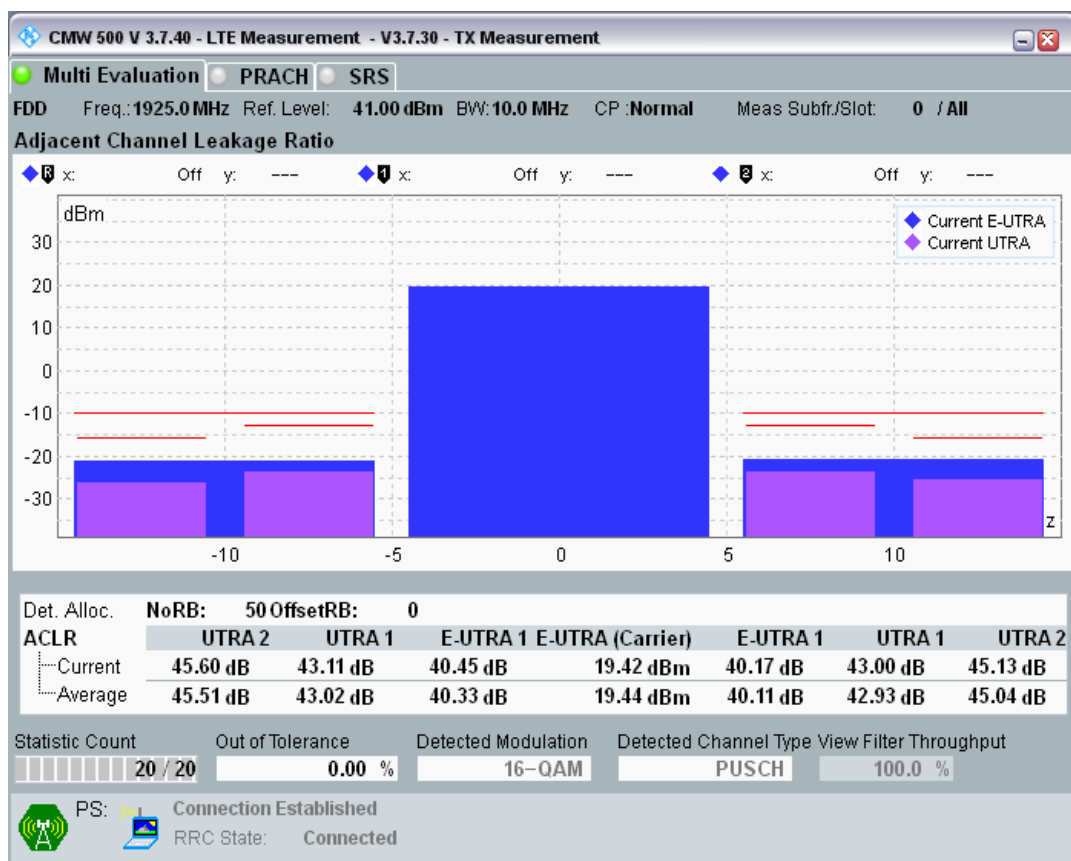 CMW 500 V 3.7.40 - LTE Measurement - V3.7.30 - TX Measurement
Multi Evaluation PRACH SRS
FDD Freq.: 1925.0 MHz Ref. Level: 41.00 dBm BW: 10.0 MHz CP :Normal Meas Subfr./Slot: 0 / All
Adjacent Channel Leakage Ratio
R x: Off y: --- 1 x: Off y: --- 2 x: Off y: ---
dBm
Current E-UTRA
Current UTRA
30
20
10
0
-10
-20
-30
z
-10 -5 0 5 10
Det. Alloc. NoRB: 50 OffsetRB: 0
ACLR UTRA 2 UTRA 1 E-UTRA 1 E-UTRA (Carrier) E-UTRA 1 UTRA 1 UTRA 2
Current 45.60 dB 43.11 dB 40.45 dB 19.42 dBm 40.17 dB 43.00 dB 45.13 dB
Average 45.51 dB 43.02 dB 40.33 dB 19.44 dBm 40.11 dB 42.93 dB 45.04 dB
Statistic Count Out of Tolerance Detected Modulation Detected Channel Type View Filter Throughput
20 / 20 0.00 % 16-QAM PUSCH 100.0 %
PS: Connection Established
RRC State: Connected